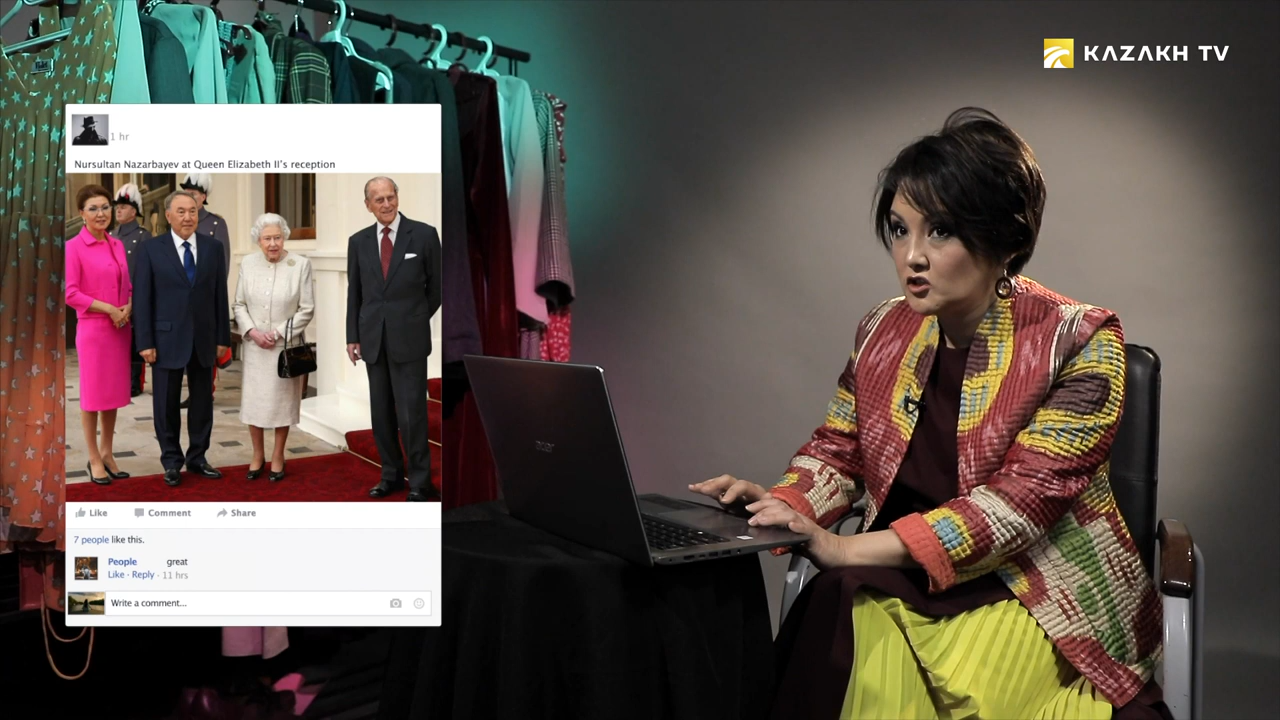 KAZAKH TV
1 hr
Nursultan Nazarbayev at Queen Elizabeth II's reception
Like Comment Share
7 people like this.
People great
Like · Reply · 11 hrs
Write a comment...
acer